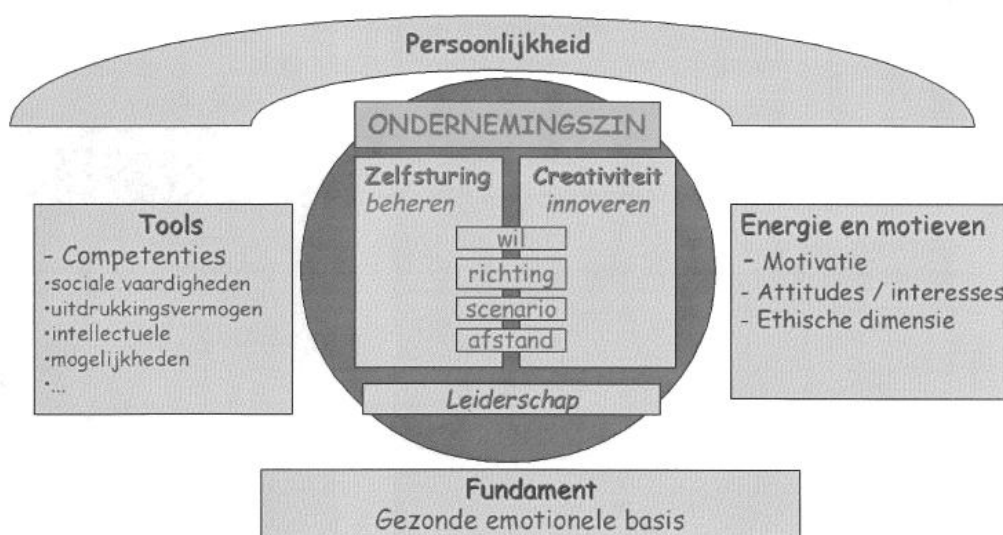 Persoonlijkheid
ONDERNEMINGSZIN
Zelfsturing
beheren
Creativiteit
innoveren
wil
richting
scenario
afstand
Leiderschap
Tools
- Competenties
•sociale vaardigheden
•uitdrukkingsvermogen
•intellectuele
•mogelijkheden
•...
Energie en motieven
- Motivatie
- Attitudes / interesses
- Ethische dimensie
Fundament
Gezonde emotionele basis